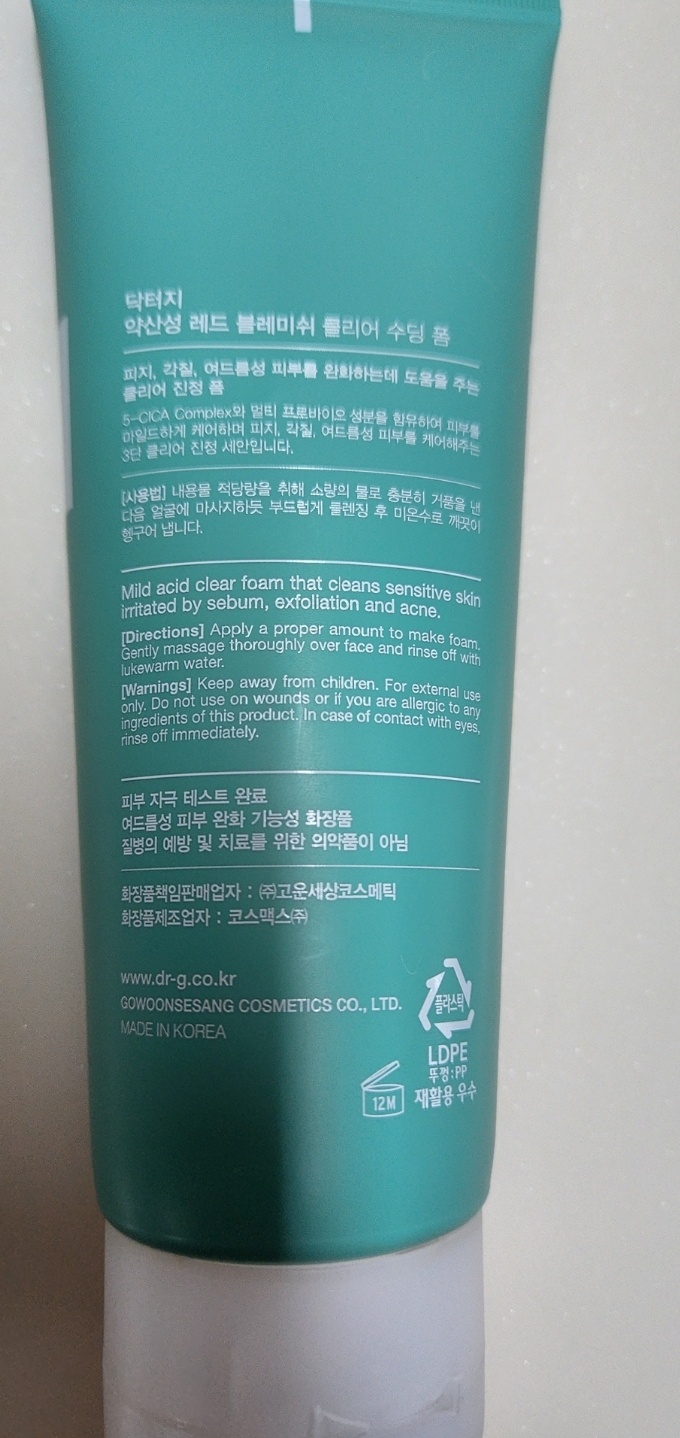 닥터지
약산성 레드 블레미쉬 클리어 수딩 폼
피지, 각질, 여드름성 피부를 완화하는데 도움을 주는
클리어 진정 폼
5-CICA Complex와 멀티 프로바이오 성분을 함유하여 피부를
마일드하게 케어하며 피지, 각질, 여드름성 피부를 케어해주는
3단 클리어 진정 세안입니다.
[사용법] 내용물 적당량을 취해 소량의 물로 충분히 거품을 낸
다음 얼굴에 마사지하듯 부드럽게 클렌징 후 미온수로 깨끗이
헹구어 냅니다.
Mild acid clear foam that cleans sensitive skin
irritated by sebum, exfoliation and acne.
[Directions] Apply a proper amount to make foam.
Gently massage thoroughly over face and rinse off with
lukewarm water.
[Warnings] Keep away from children. For external use
only. Do not use on wounds or if you are allergic to any
ingredients of this product. In case of contact with eyes,
rinse off immediately.
피부 자극 테스트 완료
여드름성 피부 완화 기능성 화장품
질병의 예방 및 치료를 위한 의약품이 아님
화장품책임판매업자 : ㈜고운세상코스메틱
화장품제조업자 : 코스맥스㈜
www.dr-g.co.kr
GOWOONSESANG COSMETICS CO., LTD.
MADE IN KOREA
플라스틱
LDPE
뚜껑:PP
재활용 우수
12M